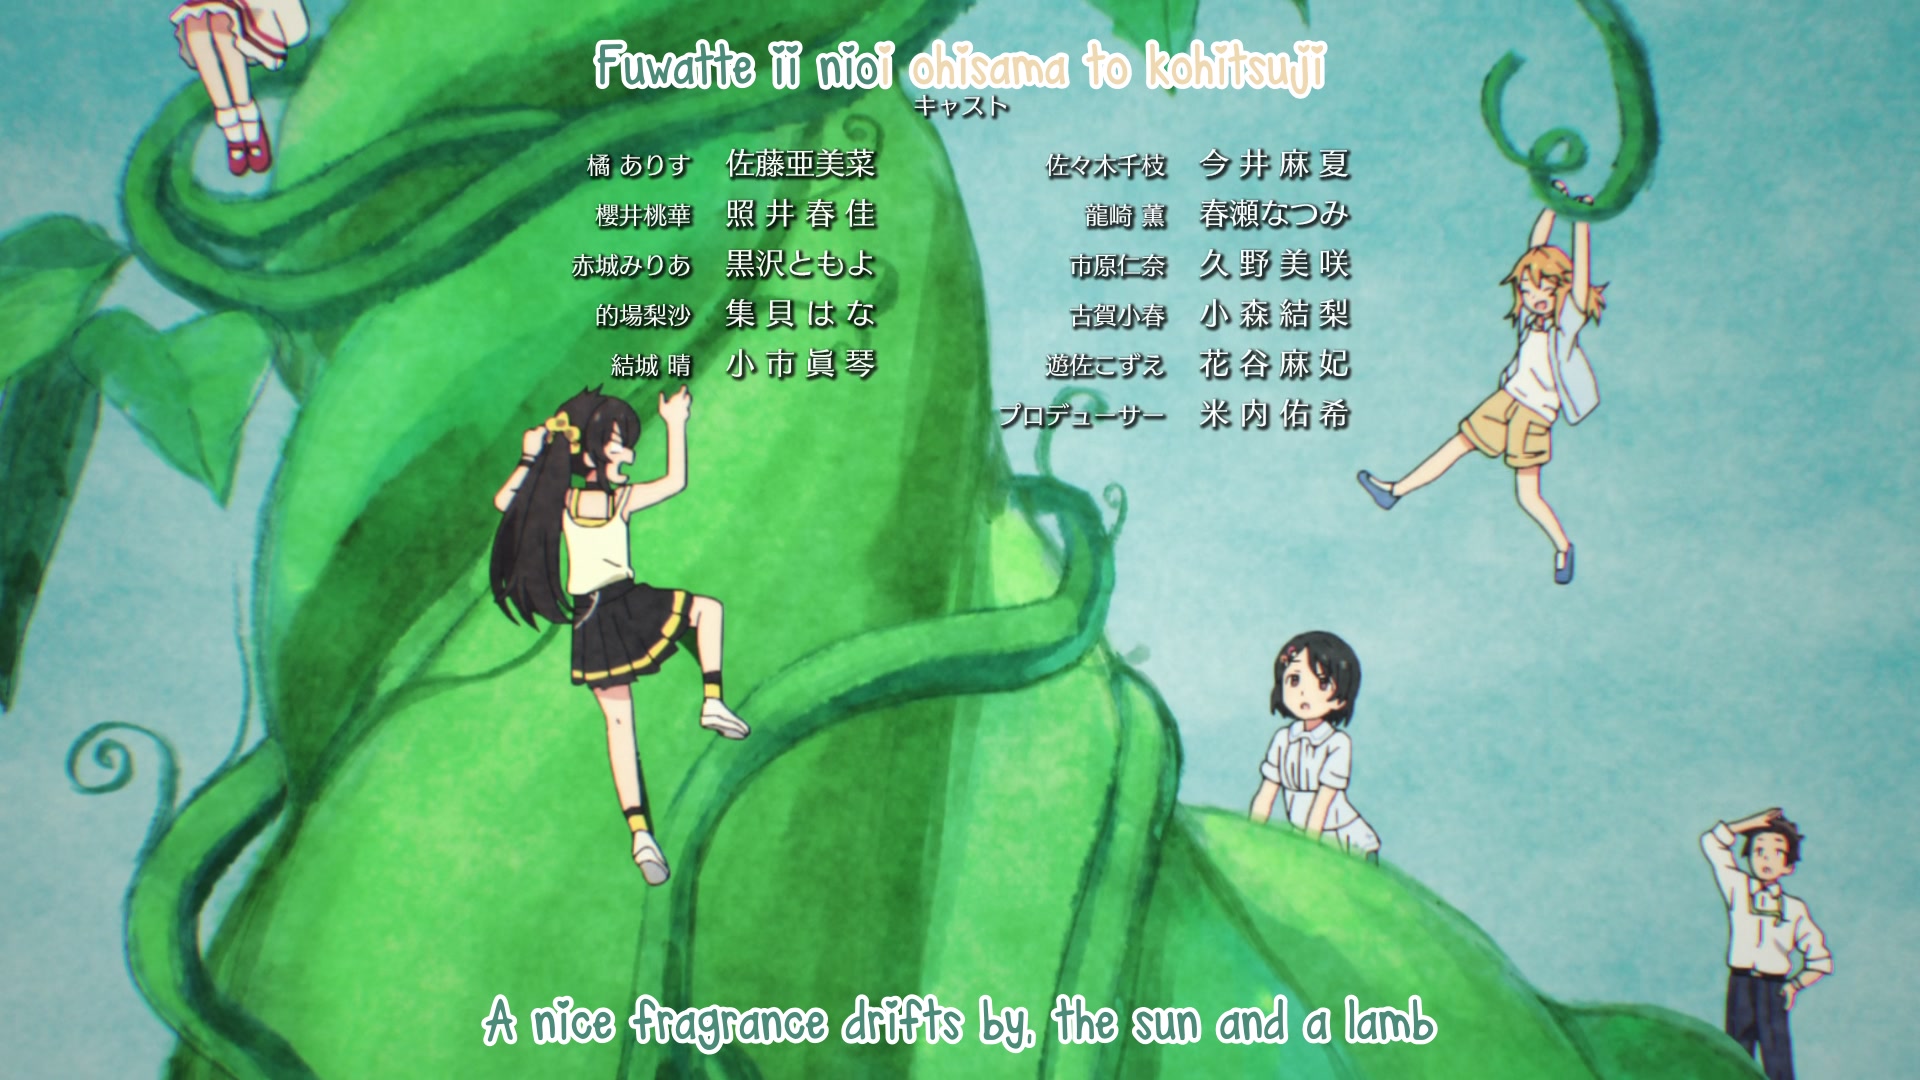 Fuwatte ii nioi ohisama to kohitsuji
キャスト
橘 ありす 佐藤亜美菜
櫻井桃華 照井春佳
赤城みりあ 黒沢ともよ
的場梨沙 集貝はな
結城 晴 小市眞琴
佐々木千枝 今井麻夏
龍崎 薫 春瀬なつみ
市原仁奈 久野美咲
古賀小春 小森結梨
遊佐こずえ 花谷麻妃
プロデューサー 米内佑希
A nice fragrance drifts by, the sun and a lamb